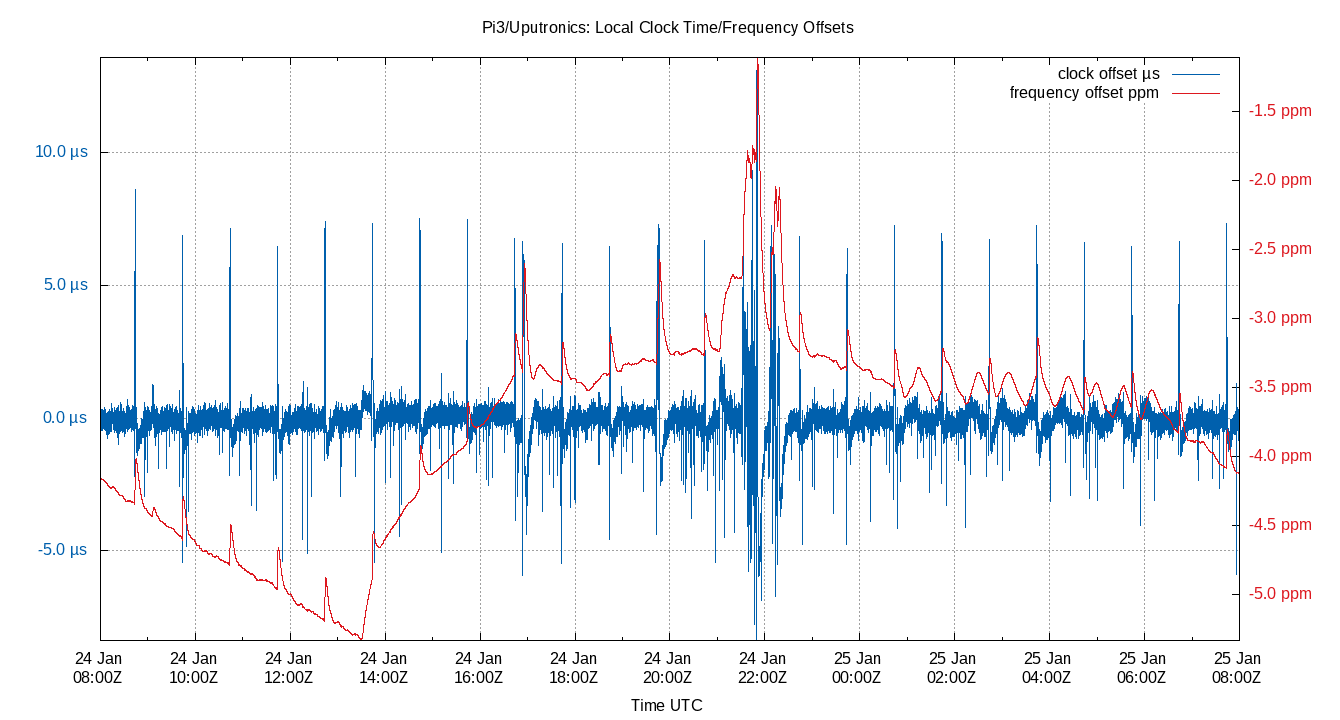 Pi3/Uputronics: Local Clock Time/Frequency Offsets
clock offset µs
frequency offset ppm
10.0 µs
5.0 µs
0.0 µs
-5.0 µs
-1.5 ppm
-2.0 ppm
-2.5 ppm
-3.0 ppm
-3.5 ppm
-4.0 ppm
-4.5 ppm
-5.0 ppm
24 Jan 24 Jan 24 Jan 24 Jan 24 Jan 24 Jan 24 Jan 24 Jan 25 Jan 25 Jan 25 Jan 25 Jan 25 Jan
08:00Z 10:00Z 12:00Z 14:00Z 16:00Z 18:00Z 20:00Z 22:00Z 00:00Z 02:00Z 04:00Z 06:00Z 08:00Z
Time UTC